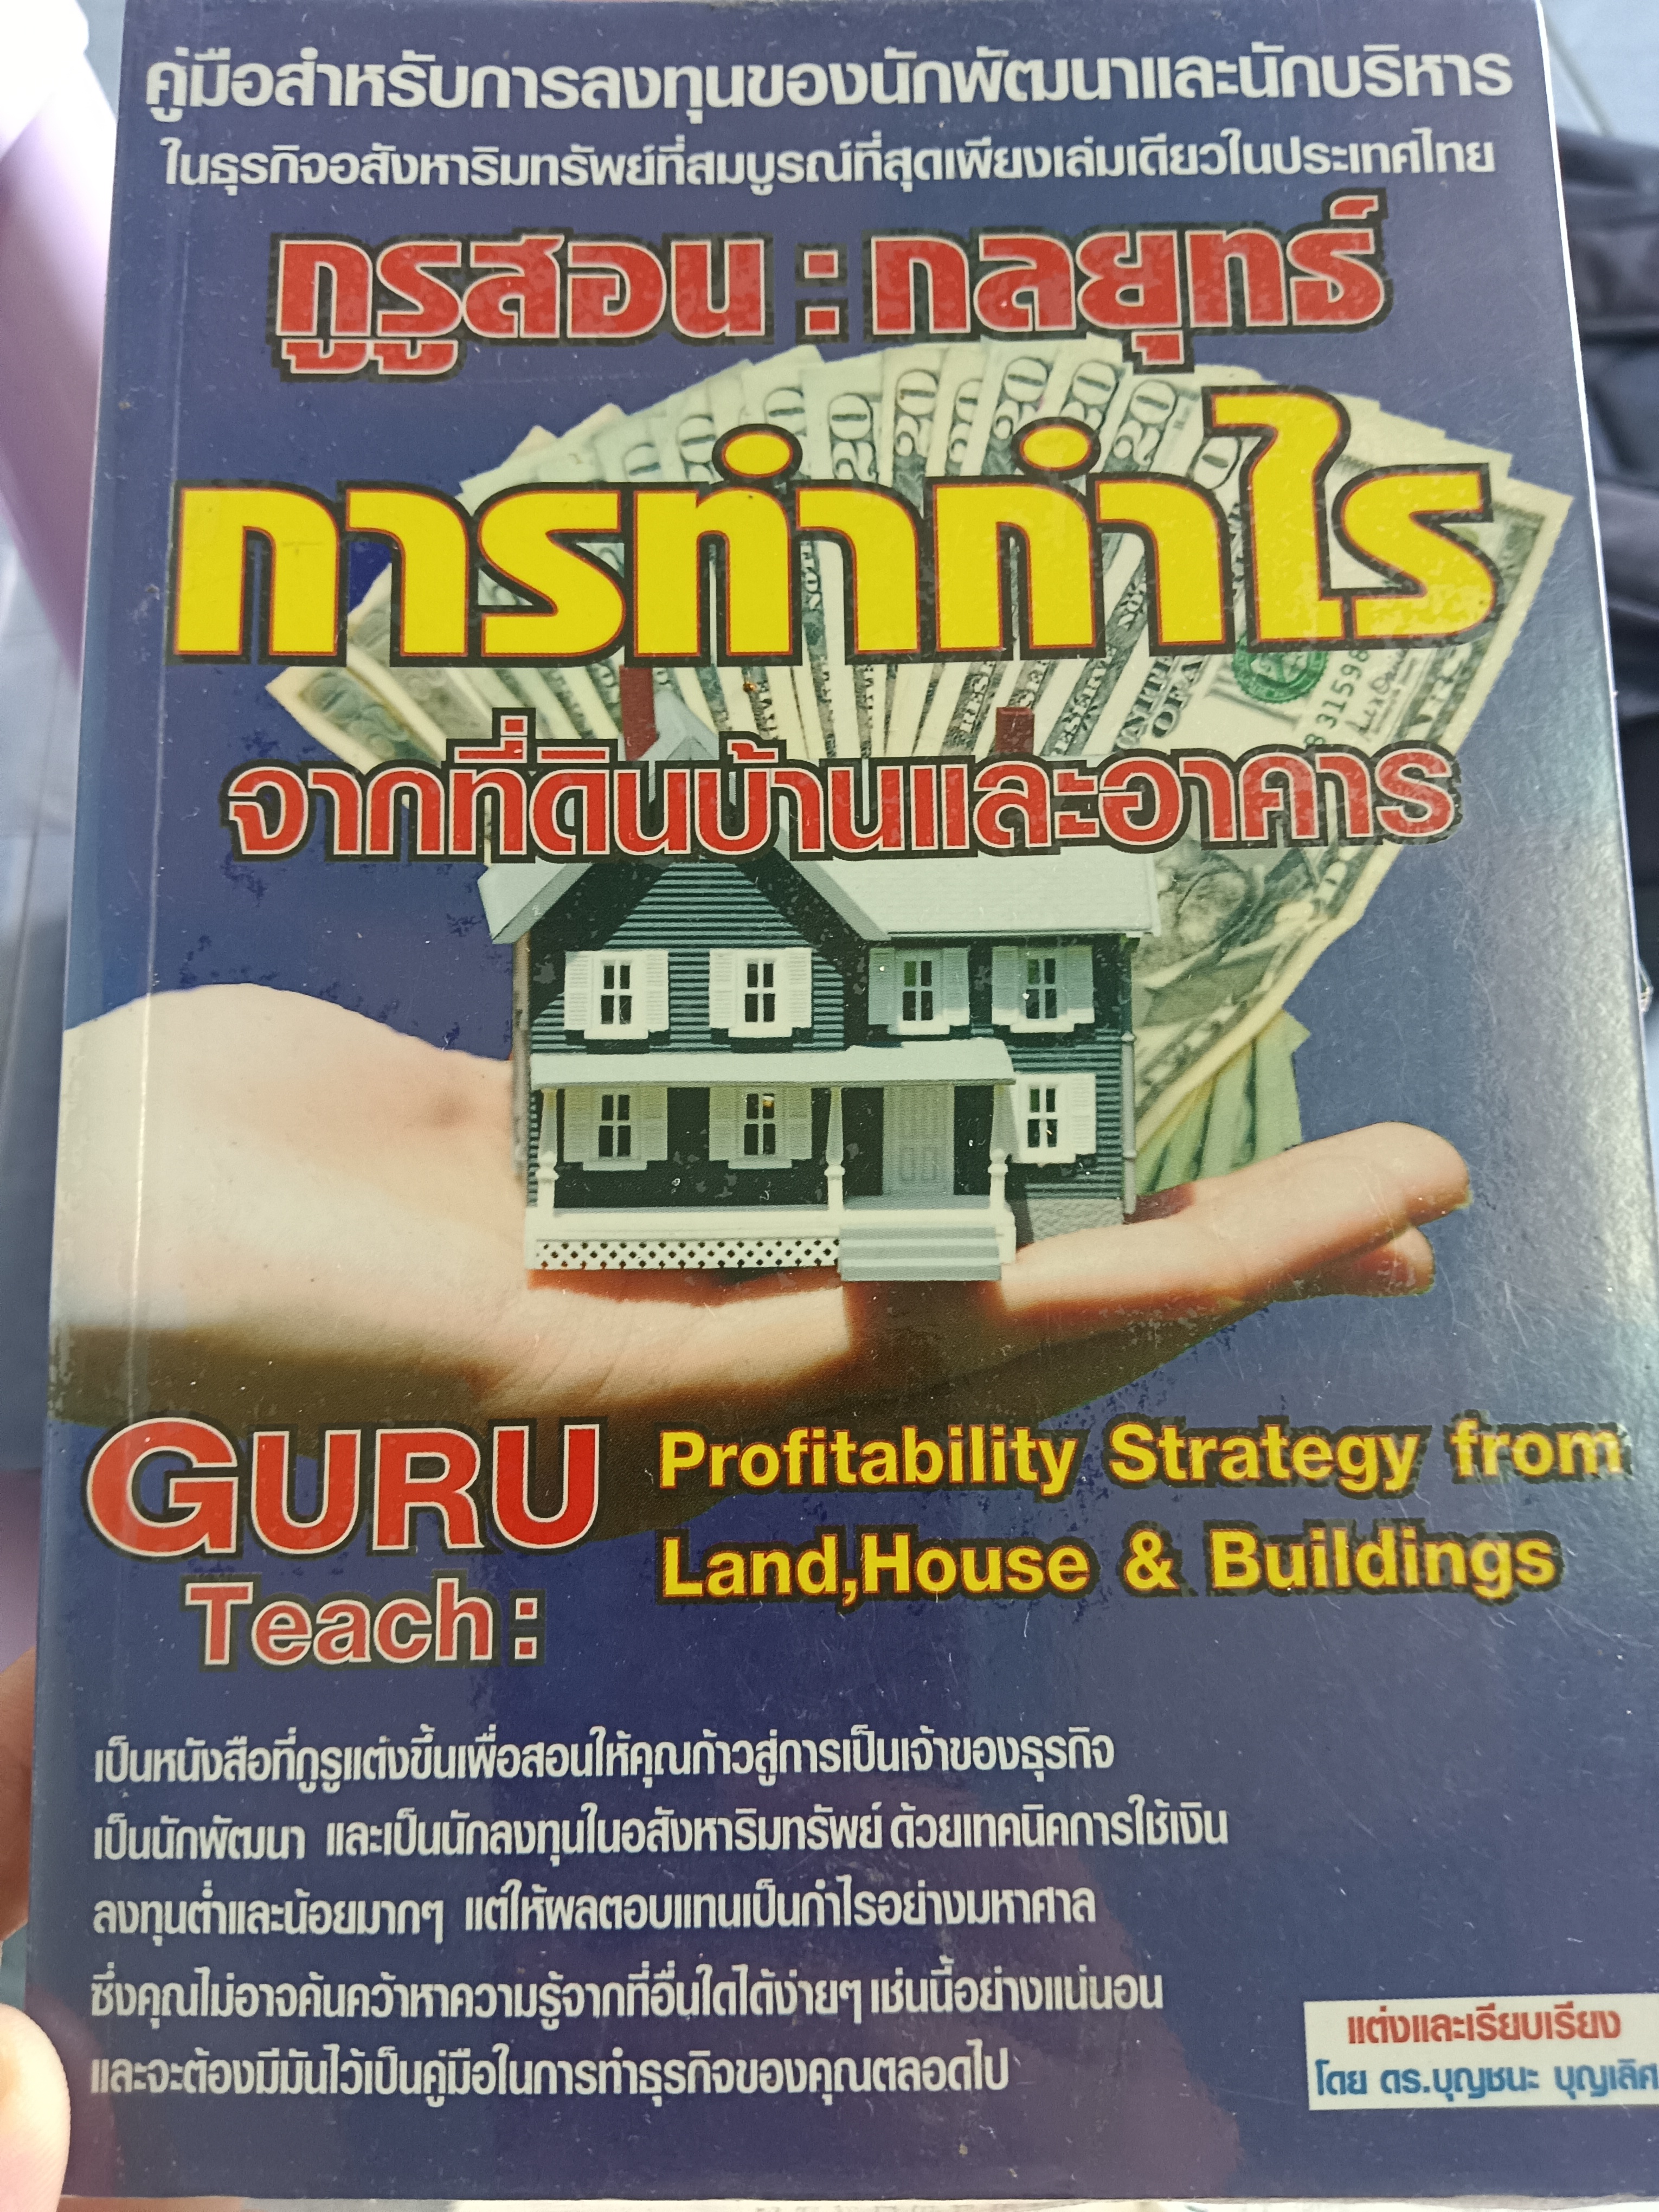 คู่มือสำหรับการลงทุนของนักพัฒนาและนักบริหาร
ในธุรกิจอสังหาริมทรัพย์ที่สมบูรณ์ที่สุดเพียงเล่มเดียวในประเทศไทย
กูรูสอน : กลยุทธ์
การทำกำไร
จากที่ดินบ้านและอาคาร
GURU Profitability Strategy from
Teach : Land,House & Buildings
เป็นหนังสือที่กูรูแต่งขึ้นเพื่อสอนให้คุณก้าวสู่การเป็นเจ้าของธุรกิจ
เป็นนักพัฒนา และเป็นนักลงทุนในอสังหาริมทรัพย์ ด้วยเทคนิคการใช้เงิน
ลงทุนต่ำและน้อยมากๆ แต่ให้ผลตอบแทนเป็นกำไรอย่างมหาศาล
ซึ่งคุณไม่อาจค้นคว้าหาความรู้จากที่อื่นใดได้ง่ายๆ เช่นนี้อย่างแน่นอน
และจะต้องมีมันไว้เป็นคู่มือในการทำธุรกิจของคุณตลอดไป
แต่งและเรียบเรียง
โดย ดร.บุญชนะ บุญเลิศ